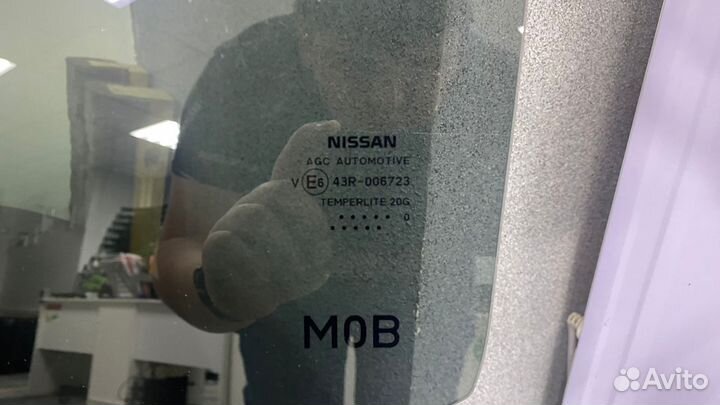 NISSAN
AGC AUTOMOTIVE
V E6 43R-006723
TEMPERLITE 20G
• • • • • 0
• • • • •
M0B
Avito